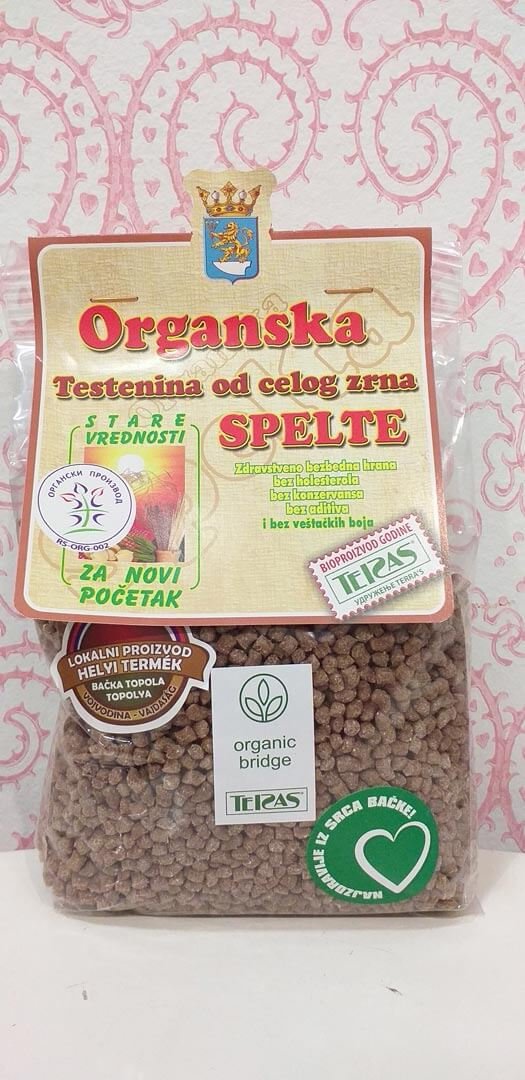 Organska
Testenina od celog zrna
SPELTE
STARE
VREDNOSTI
Zdravstveno bezbedna hrana
bez holesterola
bez konzervansa
bez aditiva
i bez veštačkih boja
ОРГАНСКИ ПРОИЗВОД
RS-ORG-002
ZA NOVI
POČETAK
BIOPROIZVOD GODINE
TERRAS
УДРУЖЕЊЕ TERRA'S
LOKALNI PROIZVOD
HELYI TERMÉK
BAČKA TOPOLA
TOPOLYA
VOJVODINA - VAJDASÁG
organic
bridge
TERRAS
NAJZDRAVIJE IZ SRCA BAČKE!